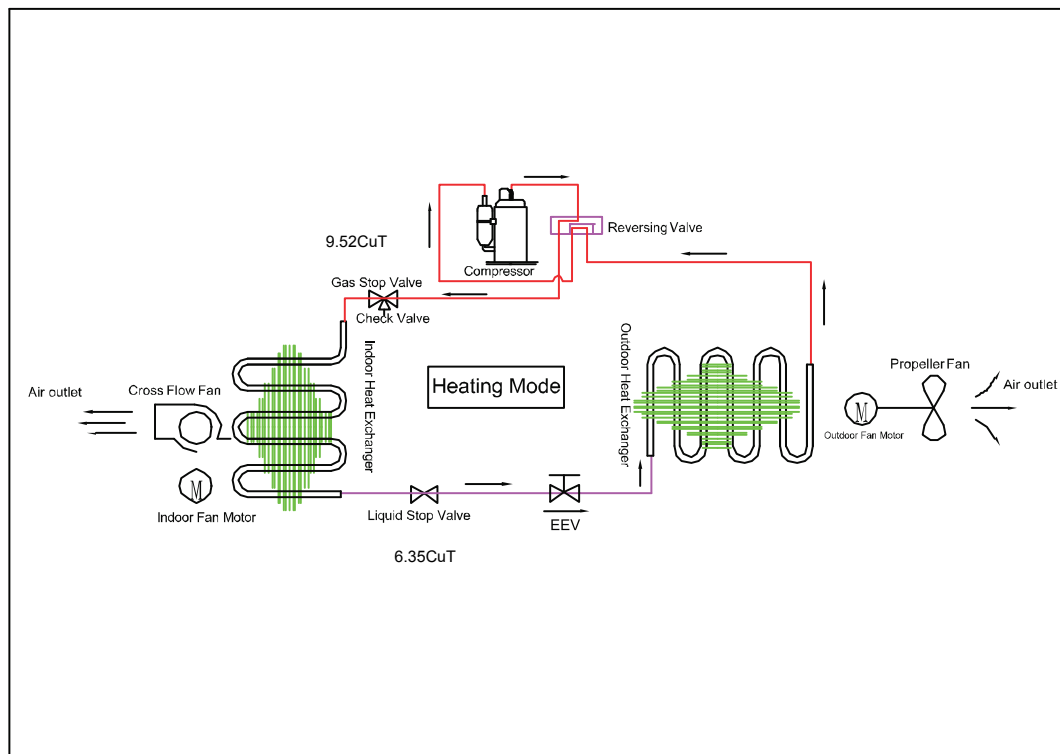 Reversing Valve
9.52CuT
Compressor
Gas Stop Valve
Check Valve
Indoor Heat Exchanger
Outdoor Heat Exchanger
Heating Mode
Propeller Fan
Air outlet
Cross Flow Fan
Air outlet
M
Outdoor Fan Motor
M
Indoor Fan Motor
Liquid Stop Valve
EEV
6.35CuT